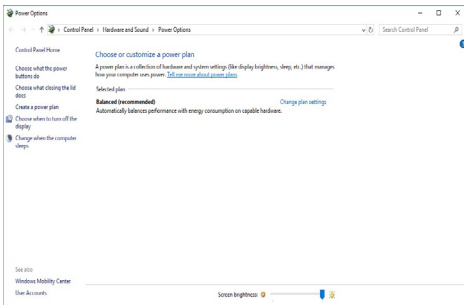 Power Options
Control Panel › Hardware and Sound › Power Options
Search Control Panel
Control Panel Home
Choose what the power
buttons do
Choose what closing the lid
does
Create a power plan
Choose when to turn off the
display
Change when the computer
sleeps
See also
Windows Mobility Center
User Accounts
Choose or customize a power plan
A power plan is a collection of hardware and system settings (like display brightness, sleep, etc.) that manages
how your computer uses power. Tell me more about power plans
Selected plan
Balanced (recommended) Change plan settings
Automatically balances performance with energy consumption on capable hardware.
Screen brightness: